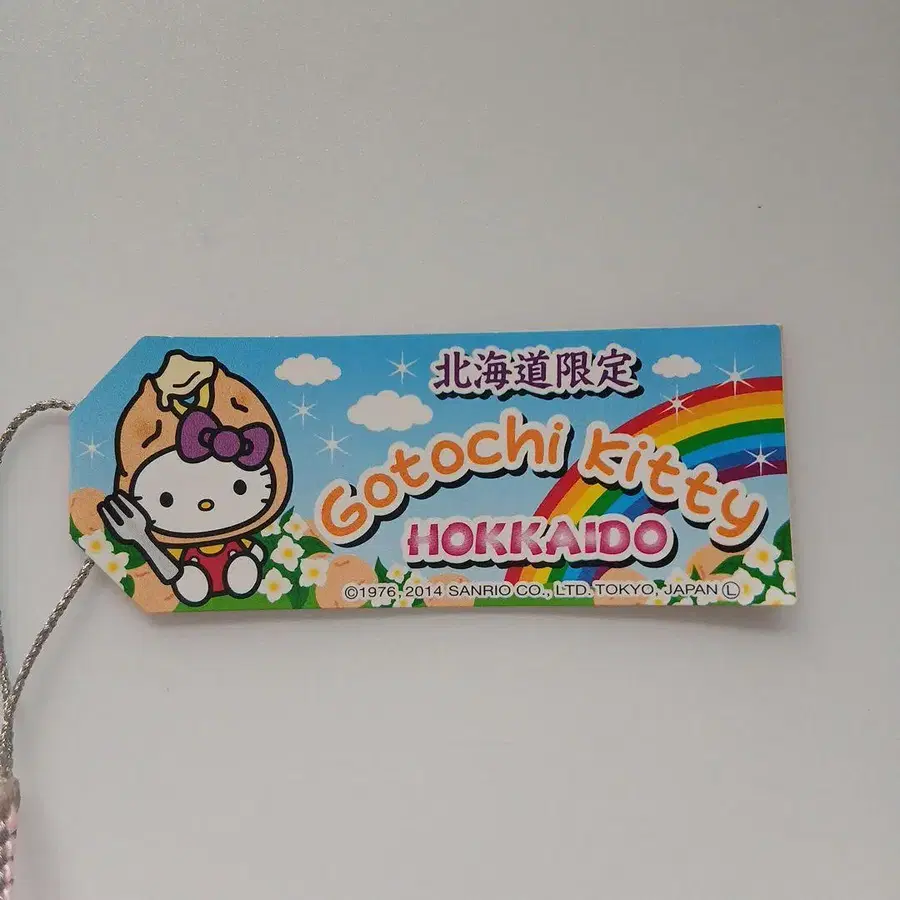 北海道限定
Gotochi Kitty
HOKKAIDO
©1976, 2014 SANRIO CO., LTD. TOKYO, JAPAN Ⓛ